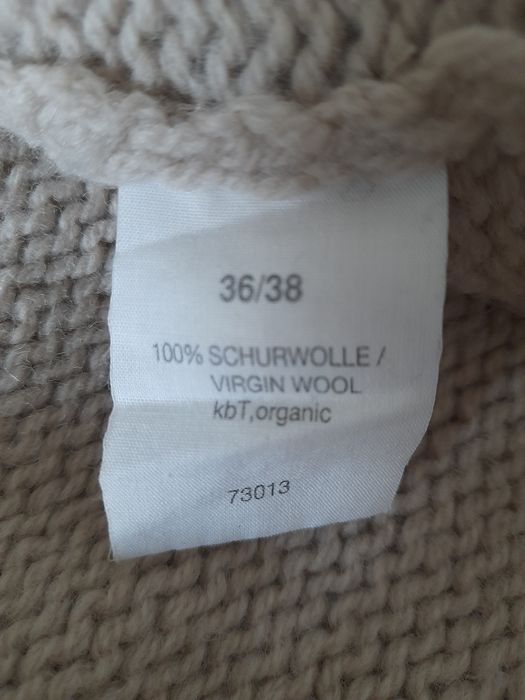 36/38
100% SCHURWOLLE /
VIRGIN WOOL
kbT,organic
73013